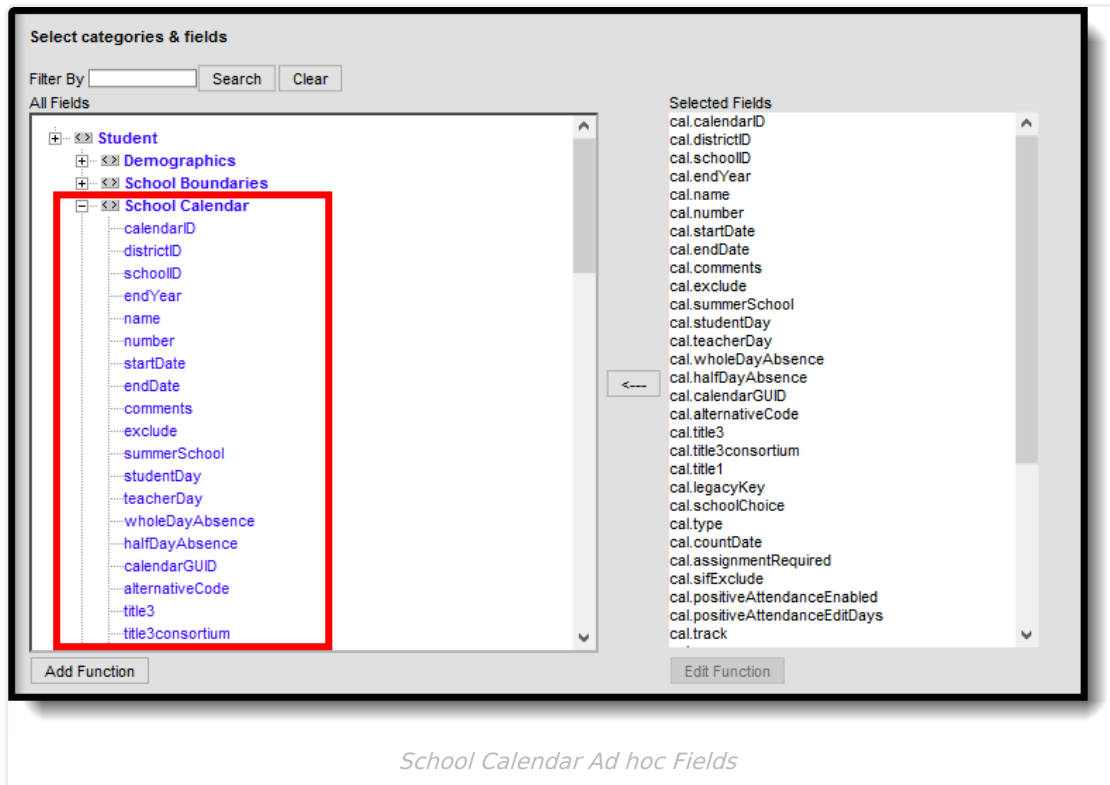 Select categories & fields
Filter By Search Clear
All Fields
Student
Demographics
School Boundaries
School Calendar
calendarID
districtID
schoolID
endYear
name
number
startDate
endDate
comments
exclude
summerSchool
studentDay
teacherDay
wholeDayAbsence
halfDayAbsence
calendarGUID
alternativeCode
title3
title3consortium
Add Function
<---
Selected Fields
cal.calendarID
cal.districtID
cal.schoolID
cal.endYear
cal.name
cal.number
cal.startDate
cal.endDate
cal.comments
cal.exclude
cal.summerSchool
cal.studentDay
cal.teacherDay
cal.wholeDayAbsence
cal.halfDayAbsence
cal.calendarGUID
cal.alternativeCode
cal.title3
cal.title3consortium
cal.title1
cal.legacyKey
cal.schoolChoice
cal.type
cal.countDate
cal.assignmentRequired
cal.sifExclude
cal.positiveAttendanceEnabled
cal.positiveAttendanceEditDays
cal.track
Edit Function
School Calendar Ad hoc Fields